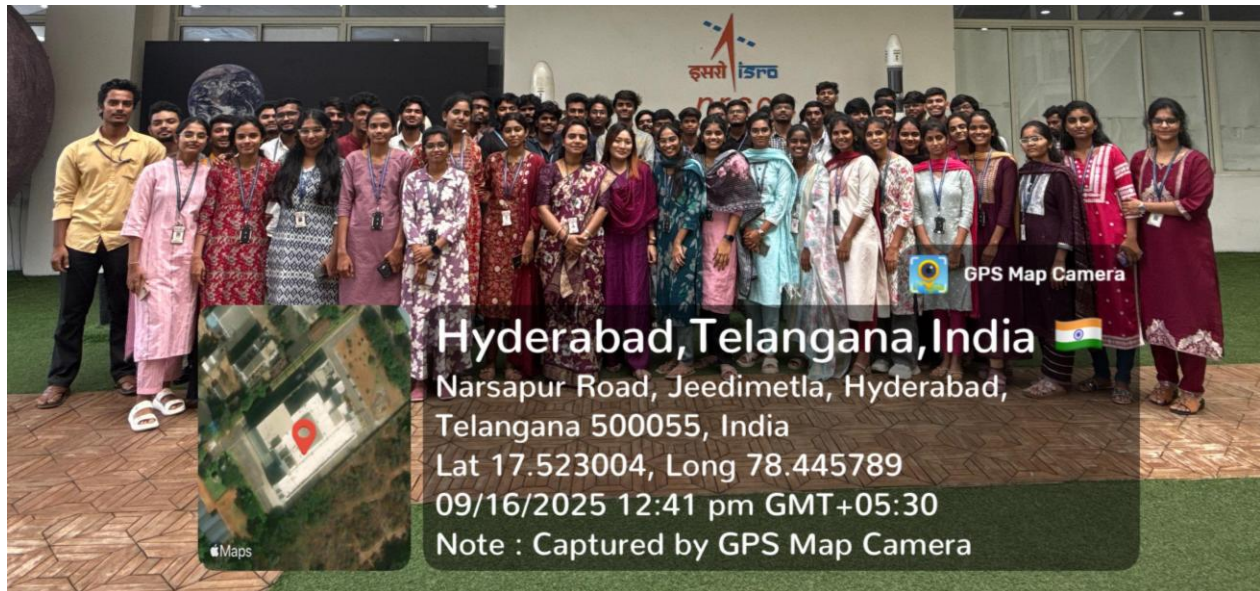 इसरो isro
nrsc
GPS Map Camera
Hyderabad,Telangana,India
Narsapur Road, Jeedimetla, Hyderabad,
Telangana 500055, India
Lat 17.523004, Long 78.445789
09/16/2025 12:41 pm GMT+05:30
Note : Captured by GPS Map Camera
Maps